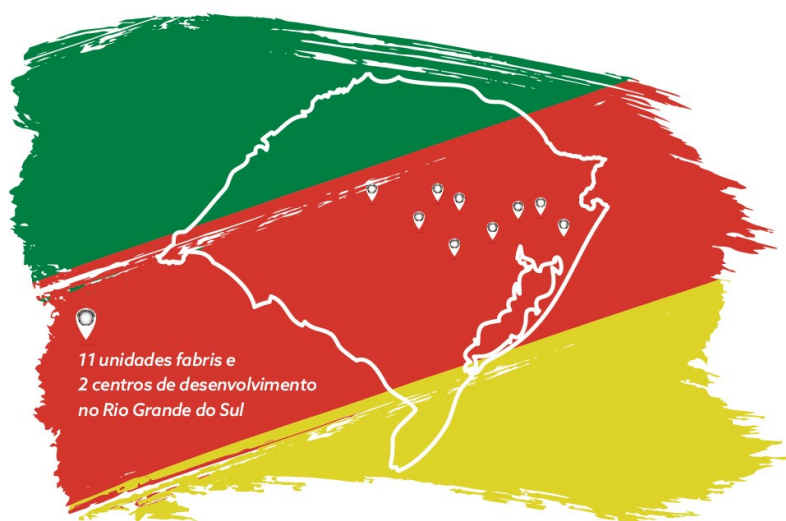 11 unidades fabris e
2 centros de desenvolvimento
no Rio Grande do Sul